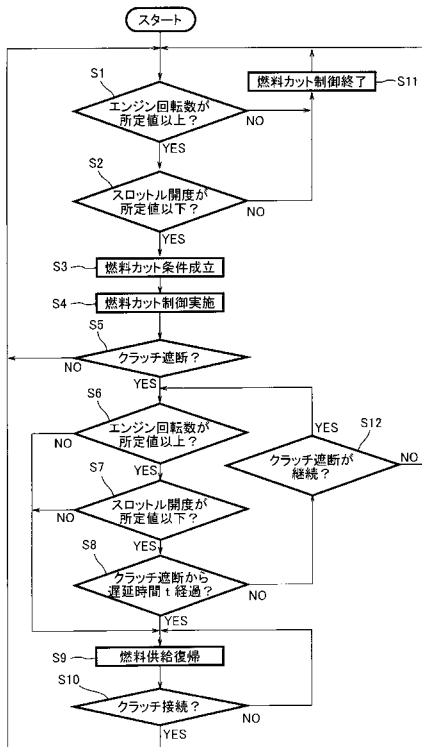 スタート
S1
エンジン回転数が
所定値以上?
NO
YES
燃料カット制御終了
S11
S2
スロットル開度が
所定値以下?
NO
YES
S3
燃料カット条件成立
S4
燃料カット制御実施
S5
クラッチ遮断?
NO
YES
S6
エンジン回転数が
所定値以上?
NO
YES
S12
クラッチ遮断が
継続?
YES
NO
S7
スロットル開度が
所定値以下?
NO
YES
S8
クラッチ遮断から
遅延時間t経過?
NO
YES
S9
燃料供給復帰
S10
クラッチ接続?
NO
YES